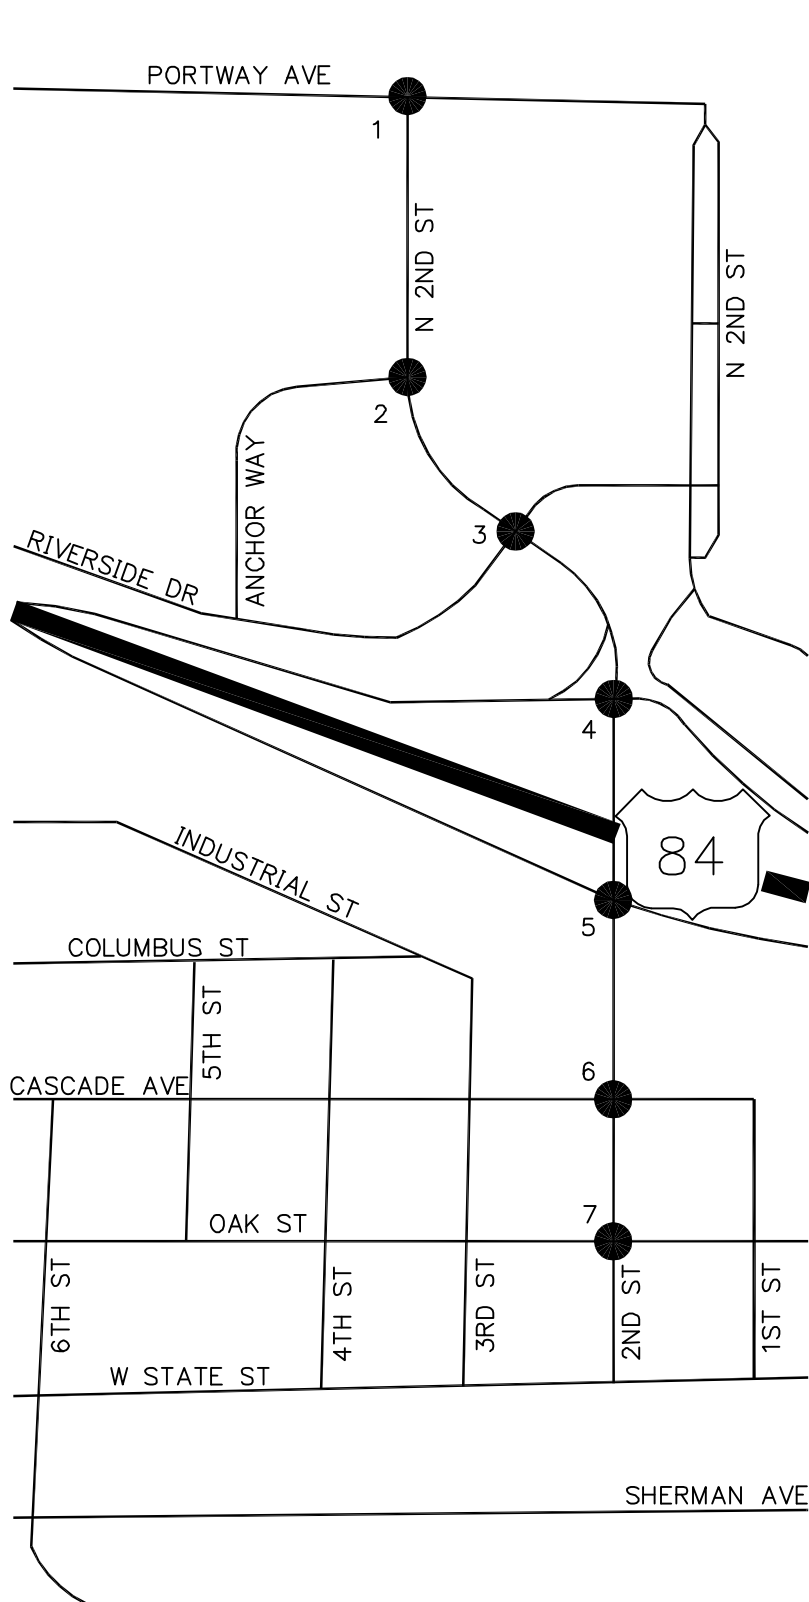 PORTWAY AVE
1
N 2ND ST
N 2ND ST
2
ANCHOR WAY
3
RIVERSIDE DR
4
84
INDUSTRIAL ST
5
COLUMBUS ST
5TH ST
6
CASCADE AVE
7
OAK ST
6TH ST
4TH ST
3RD ST
2ND ST
1ST ST
W STATE ST
SHERMAN AVE